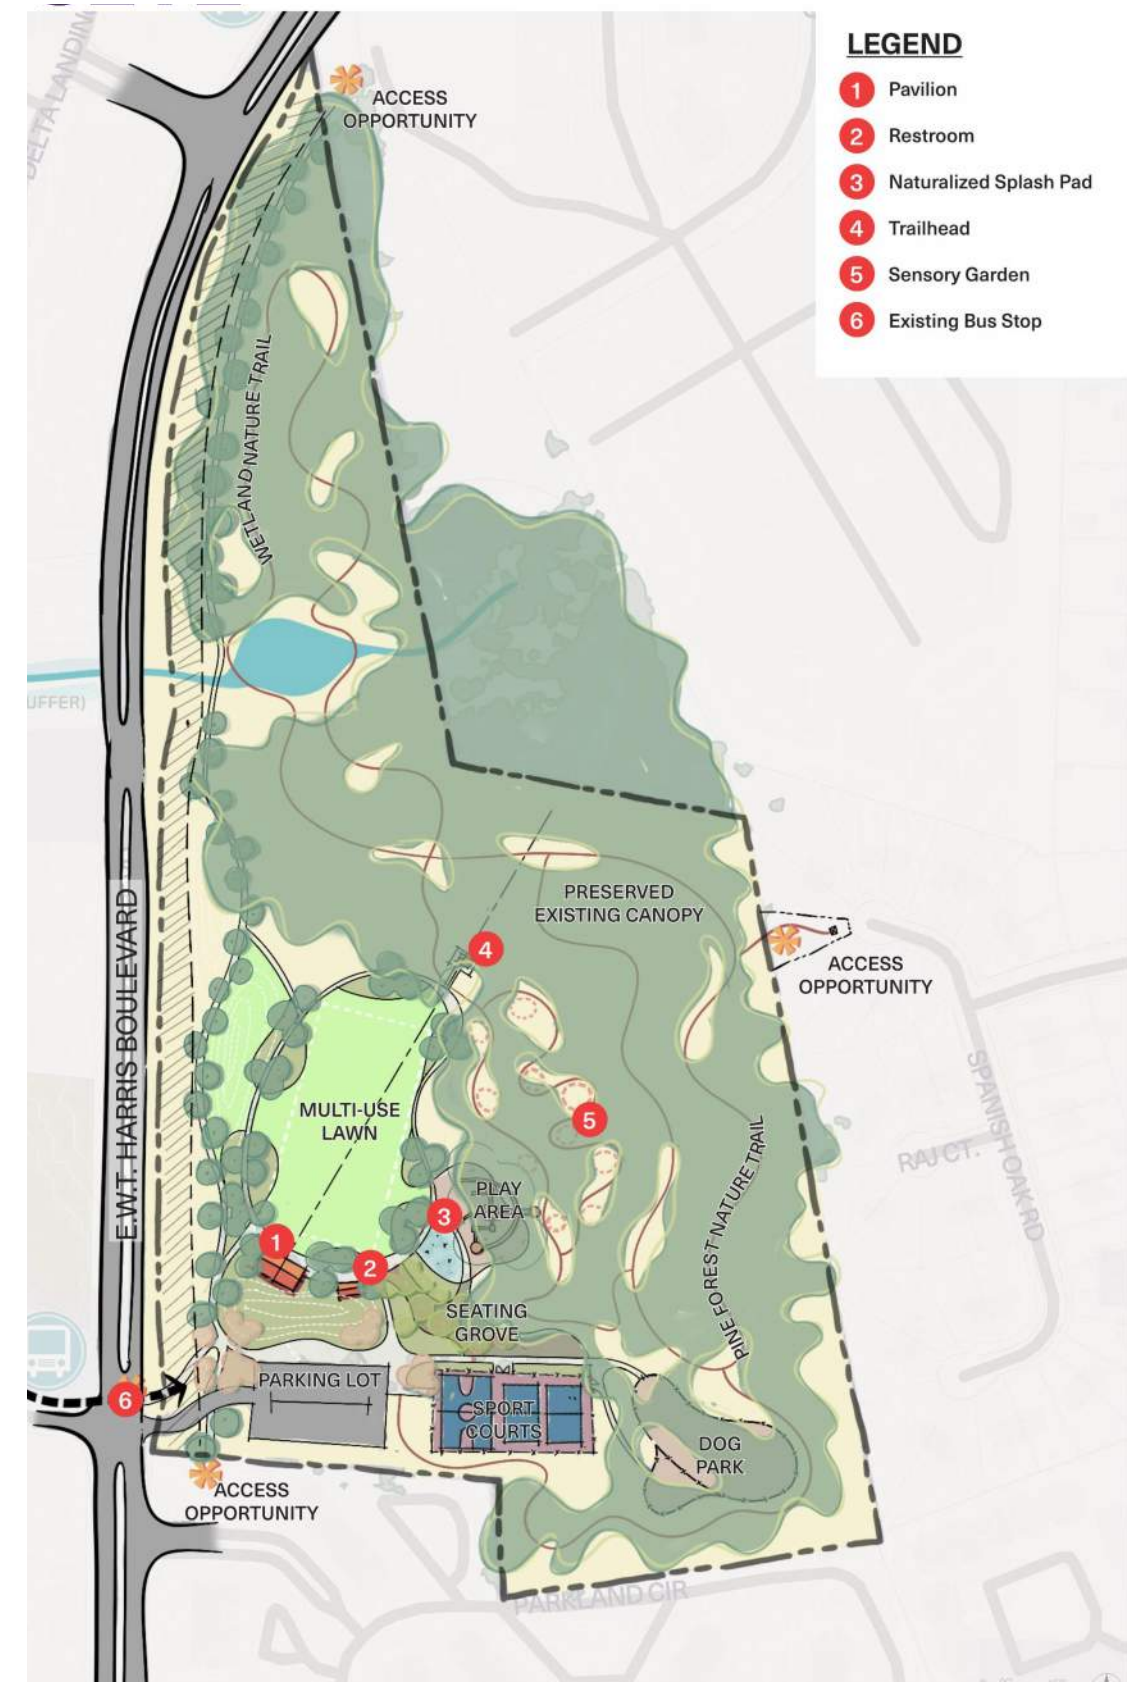 LEGEND
1 Pavilion
2 Restroom
3 Naturalized Splash Pad
4 Trailhead
5 Sensory Garden
6 Existing Bus Stop
DELTA LANDING
ACCESS
OPPORTUNITY
WETLAND NATURE TRAIL
UFFER)
PRESERVED
EXISTING CANOPY
4
ACCESS
OPPORTUNITY
E.W.T. HARRIS BOULEVARD
MULTI-USE
LAWN
5
SPANISH OAK RD
RAJ CT.
PLAY
AREA
3
1
2
PINE FOREST NATURE TRAIL
SEATING
GROVE
PARKING LOT
6
SPORT
COURTS
DOG
PARK
ACCESS
OPPORTUNITY
PARKLAND CIR